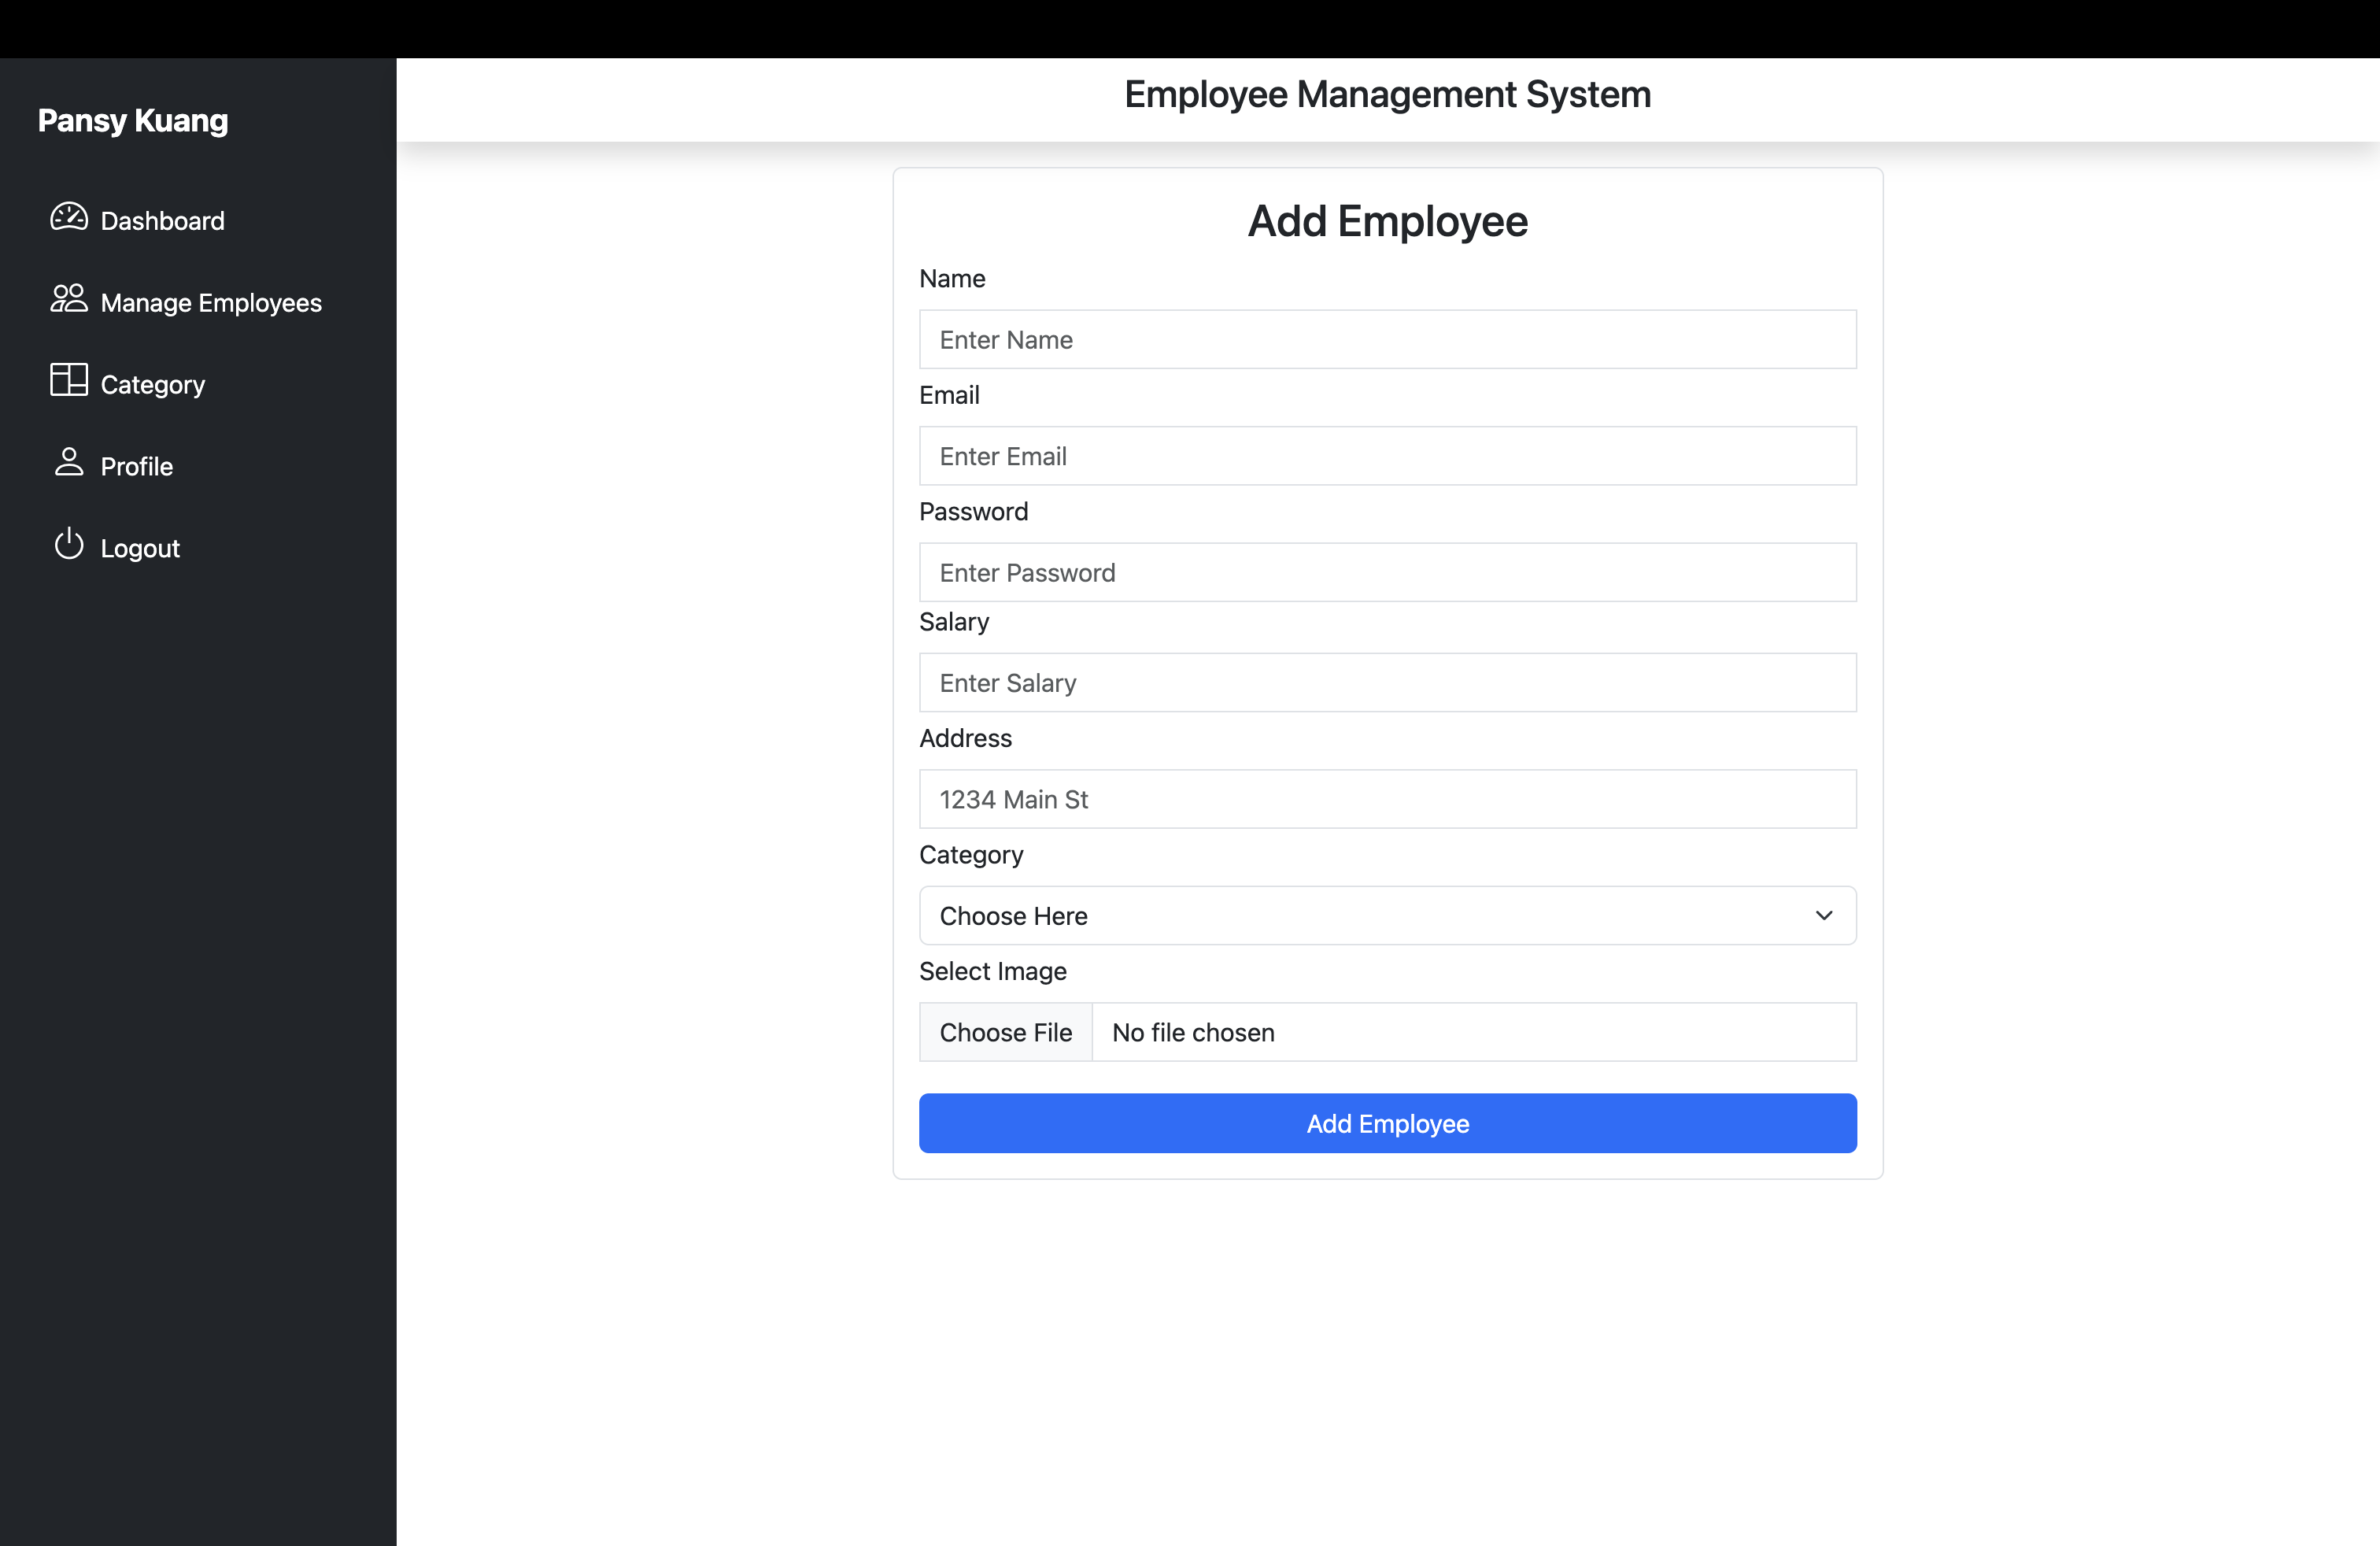 Pansy Kuang
Dashboard
Manage Employees
Category
Profile
Logout
Employee Management System
Add Employee
Name
Enter Name
Email
Enter Email
Password
Enter Password
Salary
Enter Salary
Address
1234 Main St
Category
Choose Here
Select Image
Choose File No file chosen
Add Employee